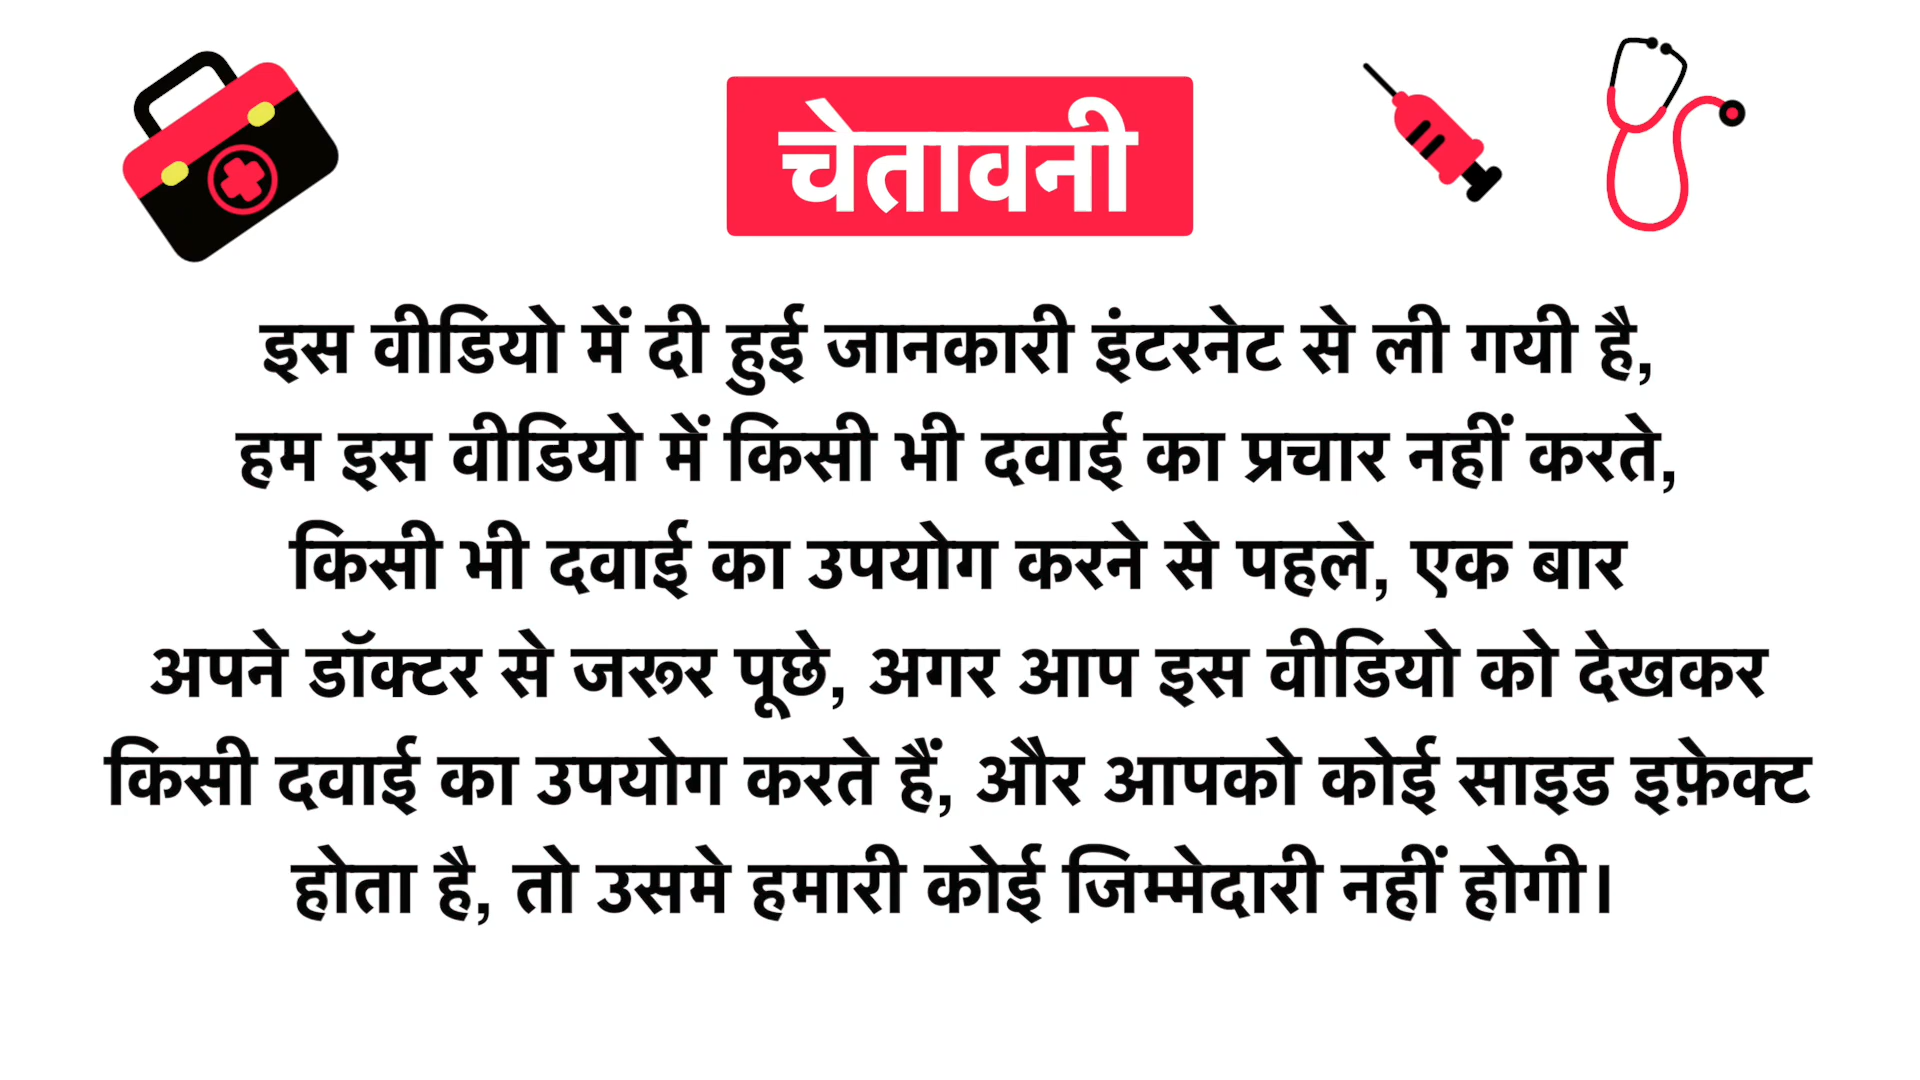 चेतावनी
इस वीडियो में दी हुई जानकारी इंटरनेट से ली गयी है,
हम इस वीडियो में किसी भी दवाई का प्रचार नहीं करते,
किसी भी दवाई का उपयोग करने से पहले, एक बार
अपने डॉक्टर से जरूर पूछे, अगर आप इस वीडियो को देखकर
किसी दवाई का उपयोग करते हैं, और आपको कोई साइड इफ़ेक्ट
होता है, तो उसमे हमारी कोई जिम्मेदारी नहीं होगी।